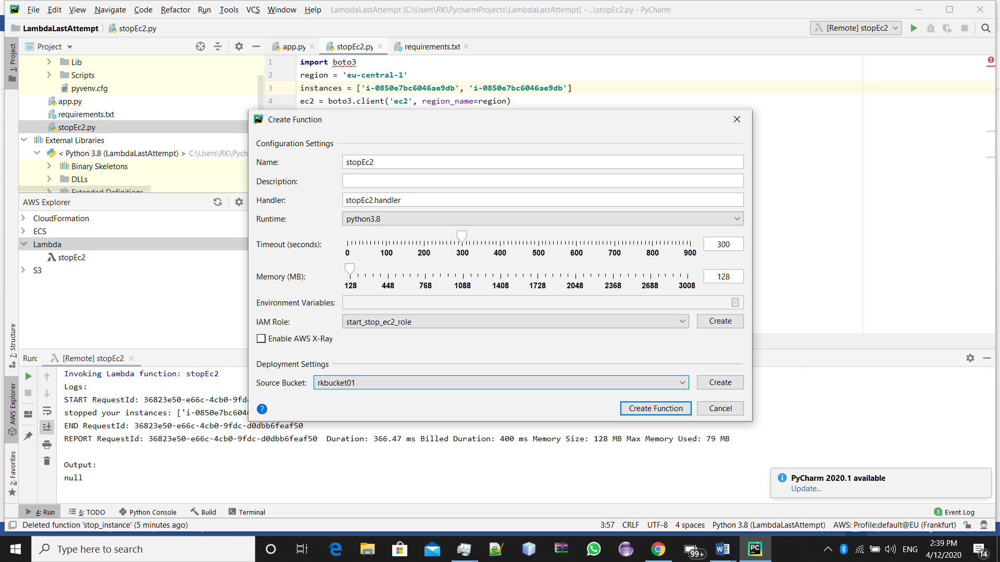 File Edit View Navigate Code Refactor Run Tools VCS Window Help LambdaLastAttempt [C:\Users\RK\PycharmProjects\LambdaLastAttempt] - ...\stopEc2.py - PyCharm
LambdaLastAttempt stopEc2.py
[Remote] stopEc2
1: Project
Project
app.py stopEc2.py requirements.txt
Lib
Scripts
pyvenv.cfg
app.py
requirements.txt
stopEc2.py
External Libraries
< Python 3.8 (LambdaLastAttempt) > C:\Users\RK\Pych
Binary Skeletons
DLLs
Extended Definitions
1 import boto3
2 region = 'eu-central-1'
3 instances = ['i-0850e7bc6046ae9db', 'i-0850e7bc6046ae9db']
4 ec2 = boto3.client('ec2', region_name=region)
AWS Explorer
CloudFormation
ECS
Lambda
stopEc2
S3
PC Create Function
Configuration Settings
Name: stopEc2
Description:
Handler: stopEc2.handler
Runtime: python3.8
Timeout (seconds): 300
0 100 200 300 400 500 600 700 800 900
Memory (MB): 128
128 448 768 1088 1408 1728 2048 2368 2688 3008
Environment Variables:
IAM Role: start_stop_ec2_role Create
Enable AWS X-Ray
Deployment Settings
Source Bucket: rkbucket01 Create
? Create Function Cancel
7: Structure
AWS Explorer
2: Favorites
Run: [Remote] stopEc2
Invoking Lambda function: stopEc2
Logs:
START RequestId: 36823e50-e66c-4cb0-9fdc
stopped your instances: ['i-0850e7bc6046
END RequestId: 36823e50-e66c-4cb0-9fdc-d0dbb6feaf50
REPORT RequestId: 36823e50-e66c-4cb0-9fdc-d0dbb6feaf50 Duration: 366.47 ms Billed Duration: 400 ms Memory Size: 128 MB Max Memory Used: 79 MB
Output:
null
PyCharm 2020.1 available
Update...
4: Run 6: TODO Python Console Build Terminal 3 Event Log
Deleted function 'stop_instance' (5 minutes ago) 3:57 CRLF UTF-8 4 spaces Python 3.8 (LambdaLastAttempt) AWS: Profile:default@EU (Frankfurt)
Type here to search
99+
PC
ENG
2:39 PM
4/12/2020
14